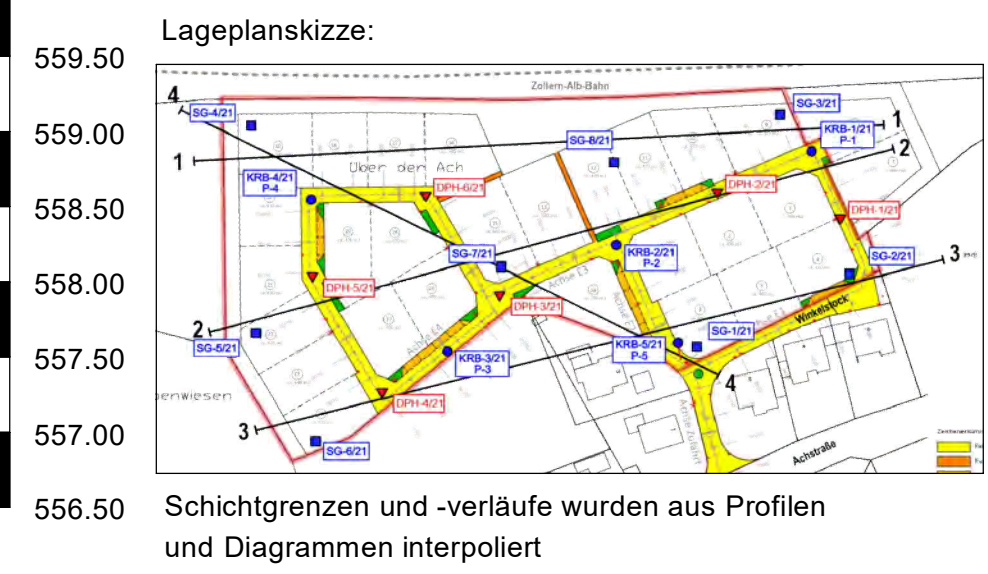 Lageplanskizze:
559.50
559.00
558.50
558.00
557.50
557.00
556.50
Zollern-Alb-Bahn
4
SG-4/21
SG-3/21
1
KRB-1/21
P-1
SG-8/21
2
1
Über der Ach
KRB-4/21
P-4
DPH-6/21
DPH-2/21
DPH-1/21
SG-7/21
KRB-2/21
P-2
SG-2/21
3
DPH-5/21
Achse E3
DPH-3/21
2
SG-5/21
Winkelstock
SG-1/21
KRB-5/21
P-5
KRB-3/21
P-3
4
DPH-4/21
enwiesen
3
SG-6/21
Achse Zufahrt
Achstraße
Schichtgrenzen und -verläufe wurden aus Profilen
und Diagrammen interpoliert